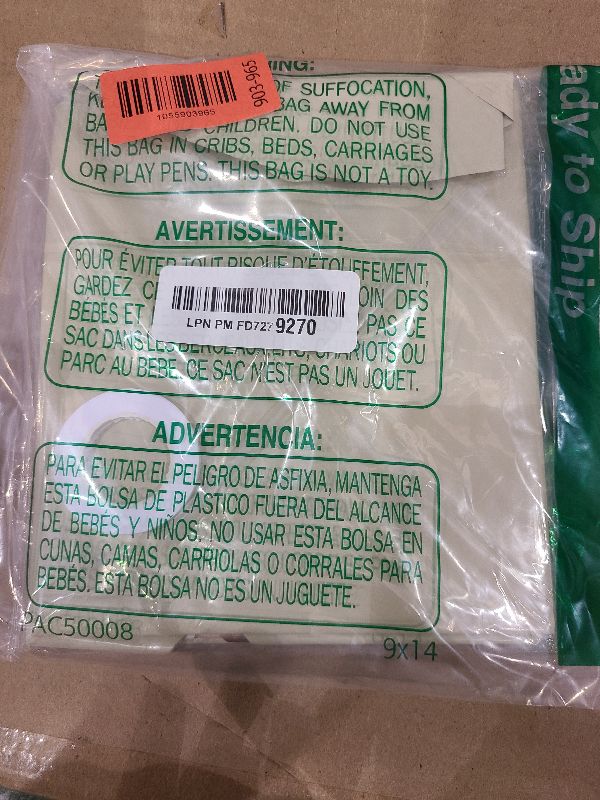 NING:
OF SUFFOCATION,
BAG AWAY FROM
CHILDREN. DO NOT USE
THIS BAG IN CRIBS, BEDS, CARRIAGES
OR PLAY PENS. THIS BAG IS NOT A TOY.
1055903965
903-965
AVERTISSEMENT:
POUR ÉVITER TOUT RISQUE D'ÉTOUFFEMENT,
GARDEZ C OIN DES
BÉBÉS ET PAS CE
SAC DANS LES CHARIOTS OU
PARC AU BÉBÉ. CE SAC N'EST PAS UN JOUET.
LPN PM FD727 9270
ADVERTENCIA:
PARA EVITAR EL PELIGRO DE ASFIXIA, MANTENGA
ESTA BOLSA DE PLASTICO FUERA DEL ALCANCE
DE BEBÉS Y NIÑOS, NO USAR ESTA BOLSA EN
CUNAS, CAMAS, CARRIOLAS O CORRALES PARA
BEBÉS. ESTA BOLSA NO ES UN JUGUETE.
PAC50008
9x14
eady to Ship